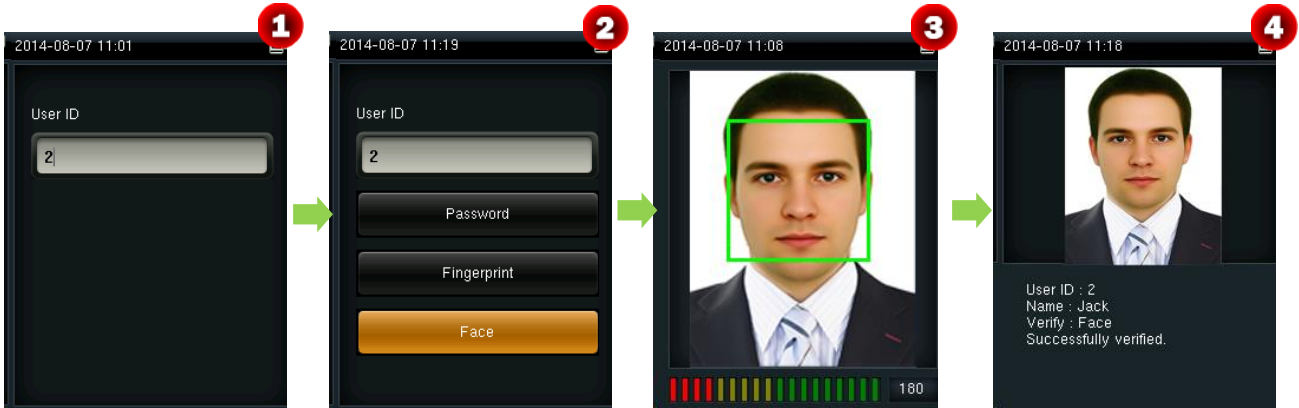 1
2014-08-07 11:01
User ID
2
2
2014-08-07 11:19
User ID
2
Password
Fingerprint
Face
3
2014-08-07 11:08
180
4
2014-08-07 11:18
User ID : 2
Name : Jack
Verify : Face
Successfully verified.